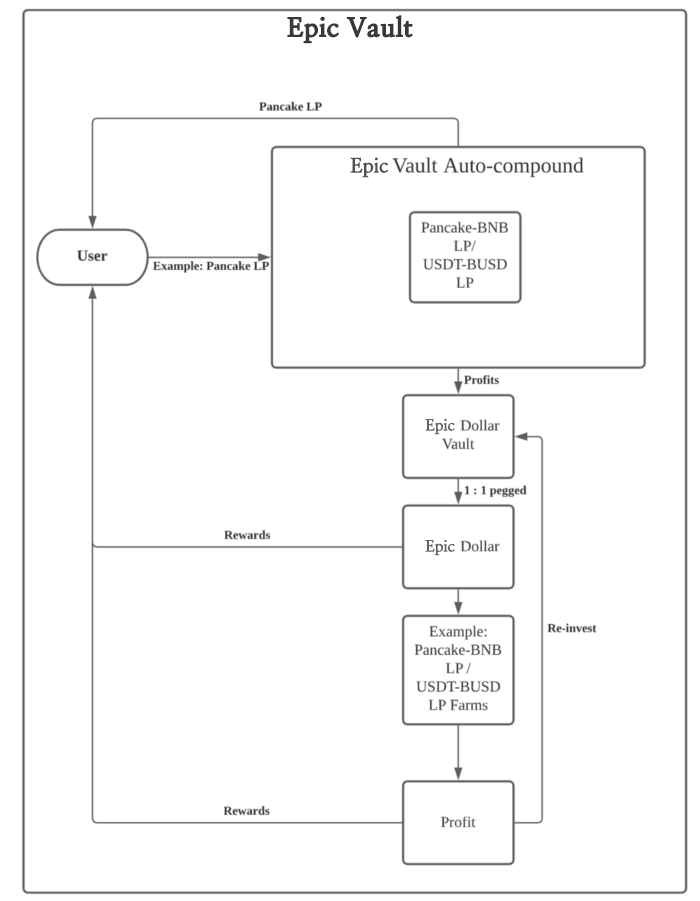 Epic Vault
Pancake LP
Epic Vault Auto-compound
Pancake-BNB
LP/
USDT-BUSD
LP
User
Example: Pancake LP
Profits
Epic Dollar
Vault
1 : 1 pegged
Rewards
Epic Dollar
Example:
Pancake-BNB
LP /
USDT-BUSD
LP Farms
Re-invest
Rewards
Profit